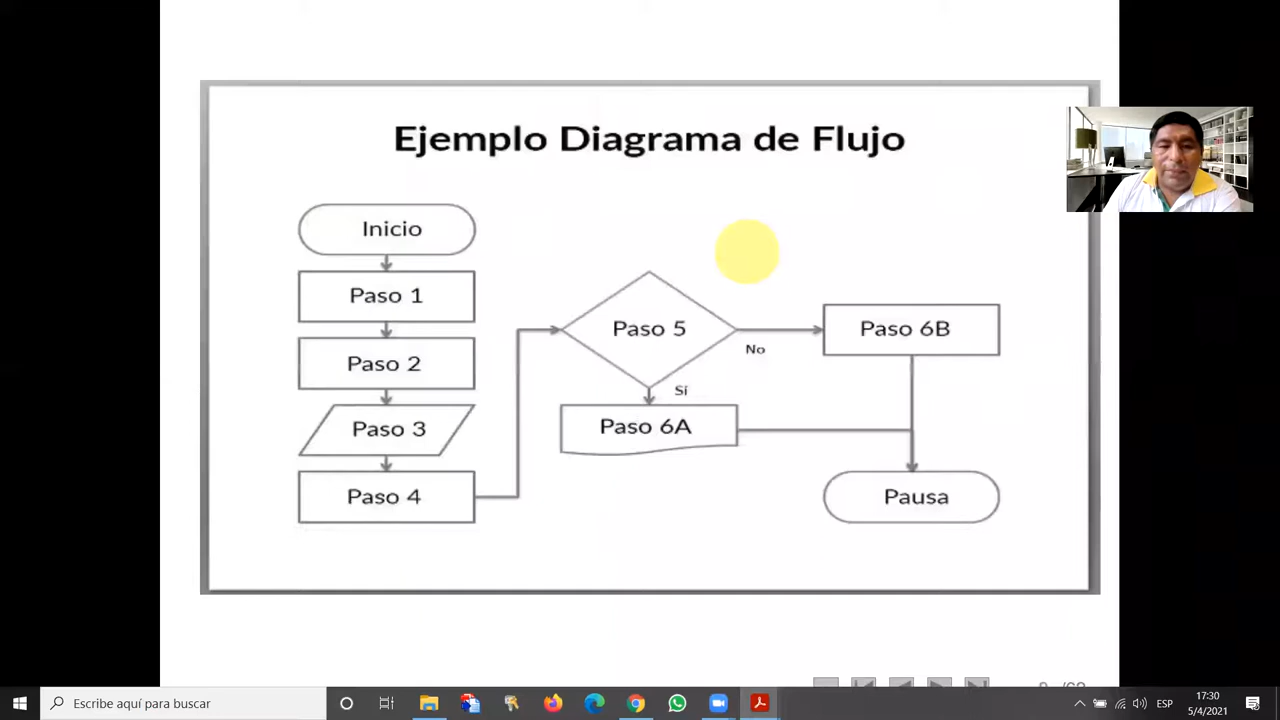 Ejemplo Diagrama de Flujo
Inicio
Paso 1
Paso 2
Paso 3
Paso 4
Paso 5
No
Sí
Paso 6A
Paso 6B
Pausa
Escribe aquí para buscar
ESP
17:30
5/4/2021